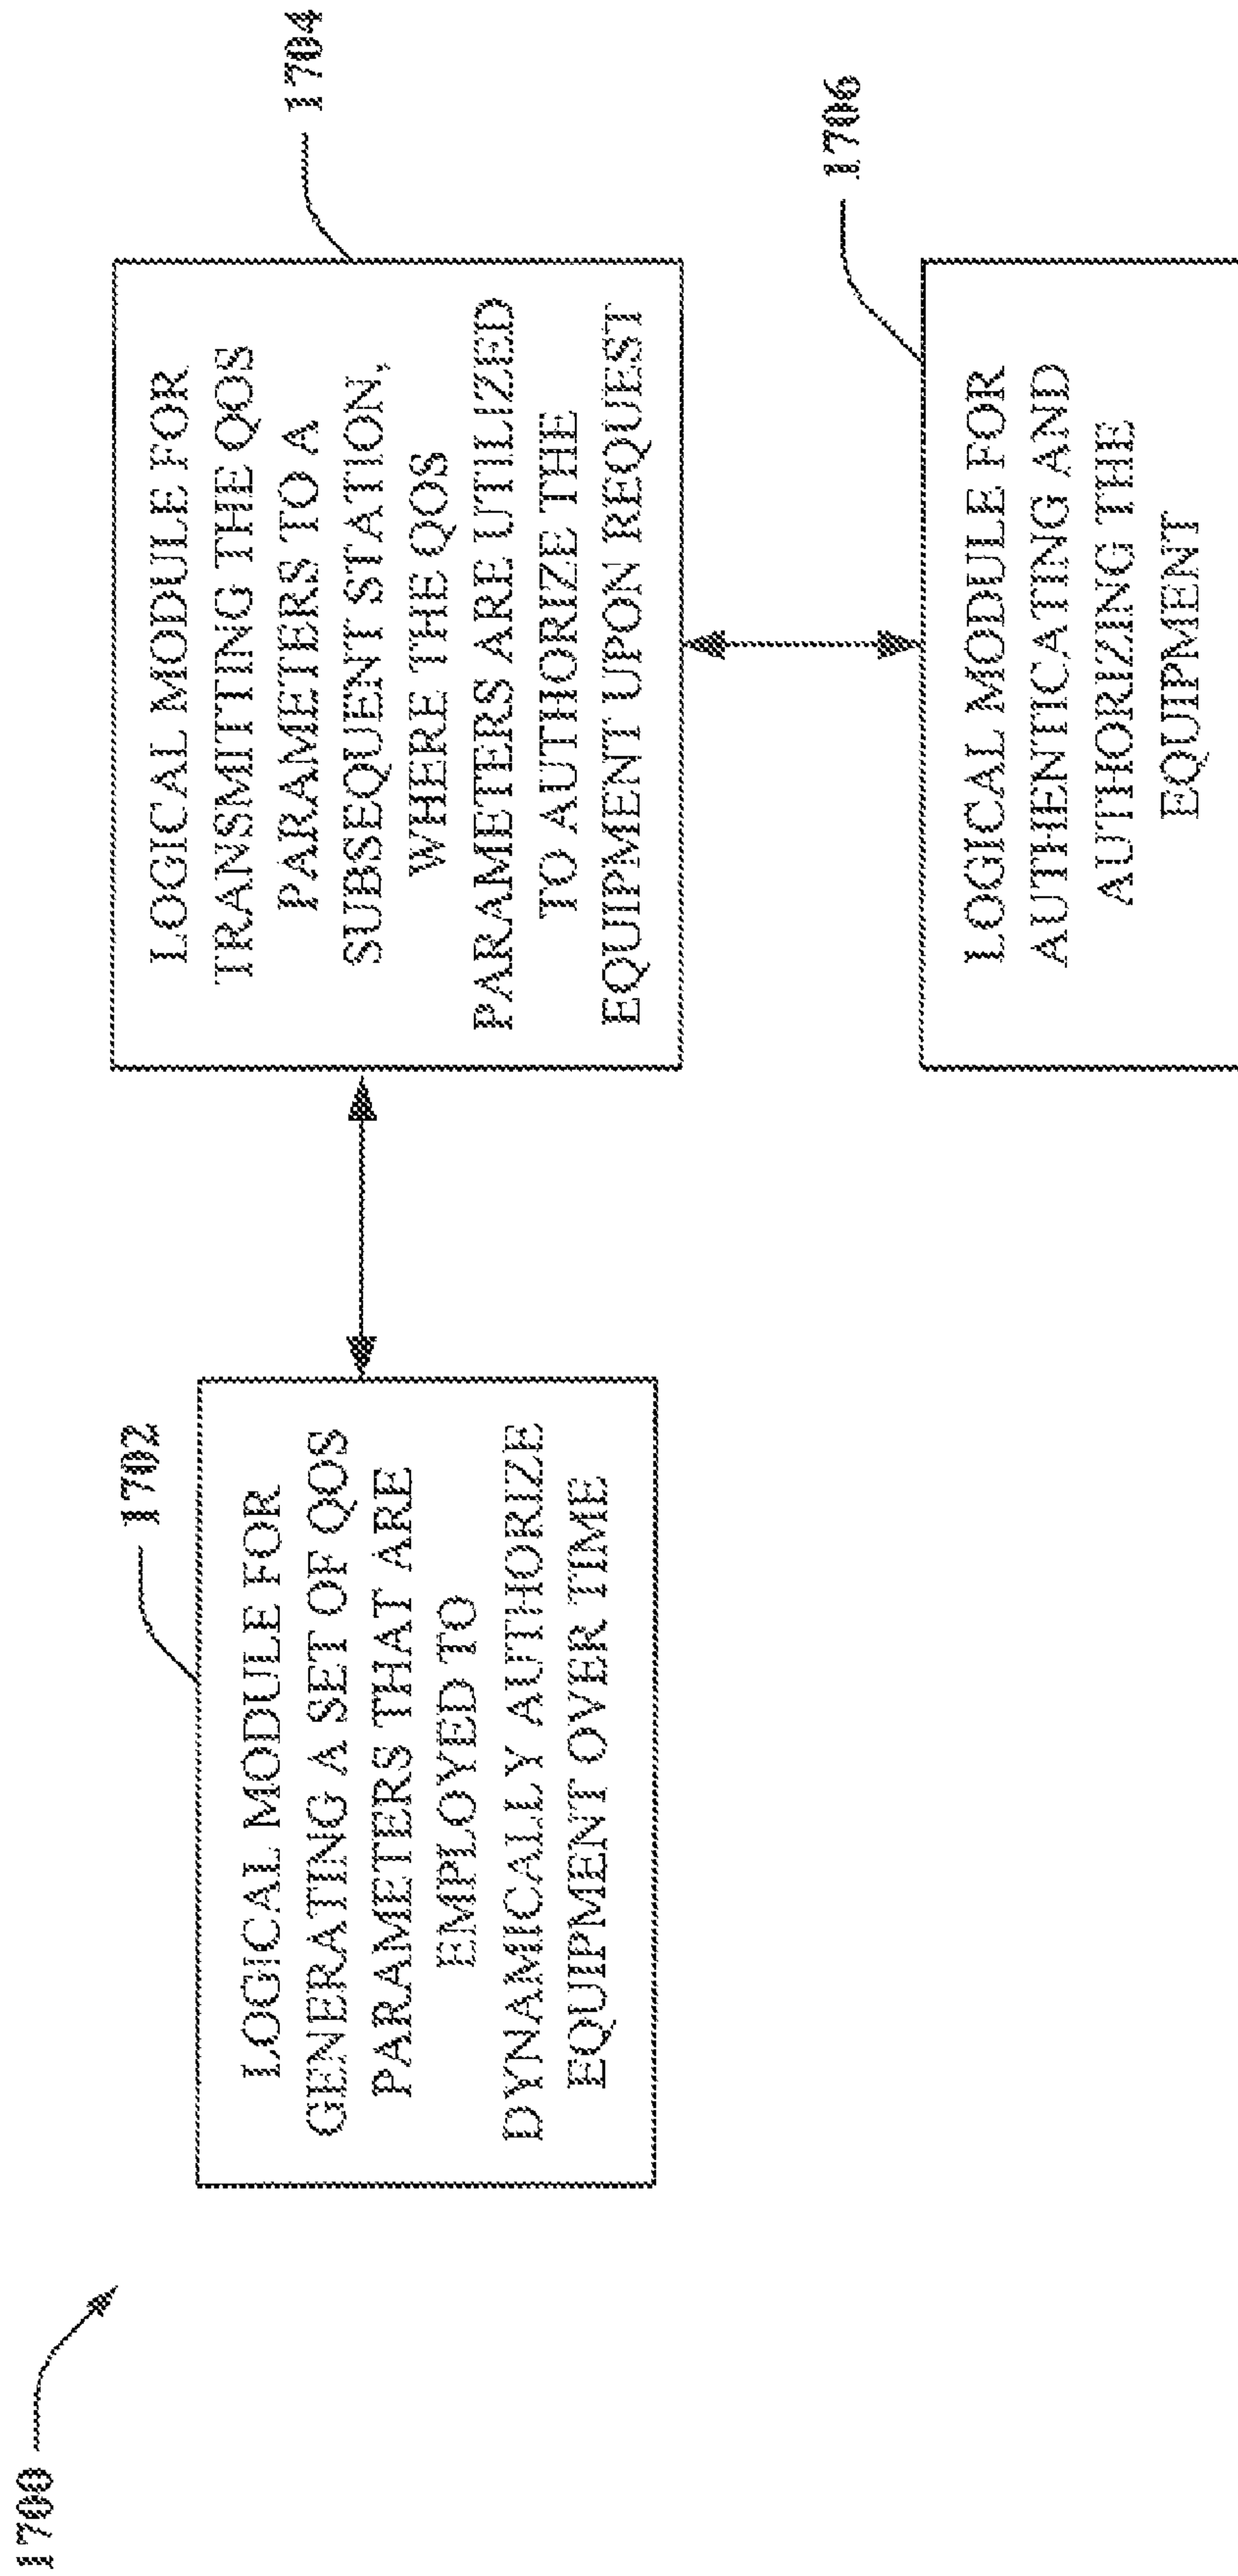 1700
1702
LOGICAL MODULE FOR
GENERATING A SET OF QOS
PARAMETERS THAT ARE
EMPLOYED TO
DYNAMICALLY AUTHORIZE
EQUIPMENT OVER TIME
1704
LOGICAL MODULE FOR
TRANSMITTING THE QOS
PARAMETERS TO A
SUBSEQUENT STATION,
WHERE THE QOS
PARAMETERS ARE UTILIZED
TO AUTHORIZE THE
EQUIPMENT UPON REQUEST
1706
LOGICAL MODULE FOR
AUTHENTICATING AND
AUTHORIZING THE
EQUIPMENT